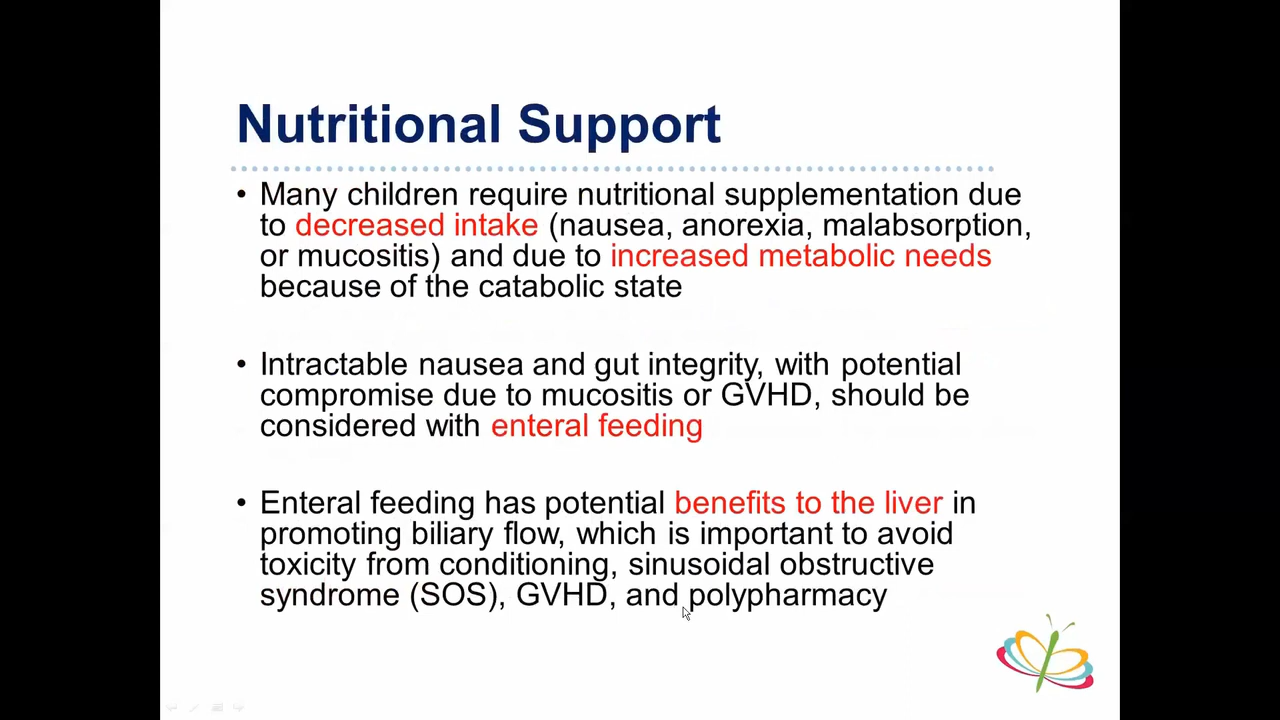 Nutritional Support
• Many children require nutritional supplementation due
to decreased intake (nausea, anorexia, malabsorption,
or mucositis) and due to increased metabolic needs
because of the catabolic state
• Intractable nausea and gut integrity, with potential
compromise due to mucositis or GVHD, should be
considered with enteral feeding
• Enteral feeding has potential benefits to the liver in
promoting biliary flow, which is important to avoid
toxicity from conditioning, sinusoidal obstructive
syndrome (SOS), GVHD, and polypharmacy